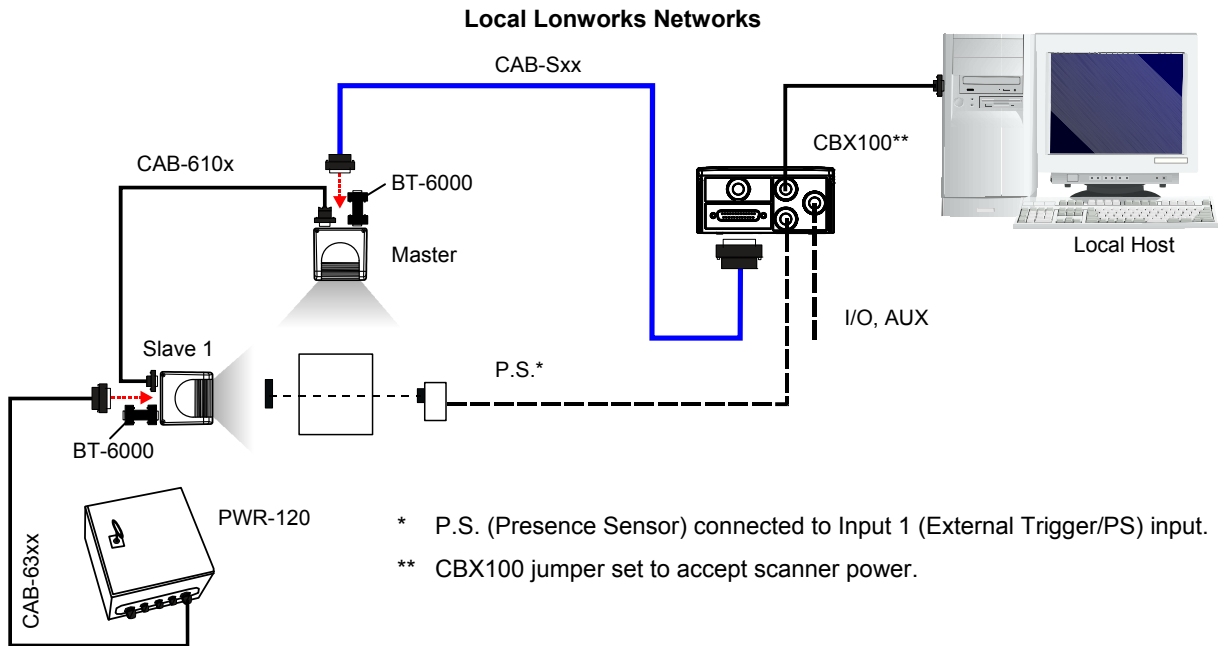 Local Lonworks Networks
CAB-Sxx
CBX100**
CAB-610x
BT-6000
Master
Local Host
I/O, AUX
Slave 1
P.S.*
BT-6000
PWR-120
CAB-63xx
* P.S. (Presence Sensor) connected to Input 1 (External Trigger/PS) input.
** CBX100 jumper set to accept scanner power.